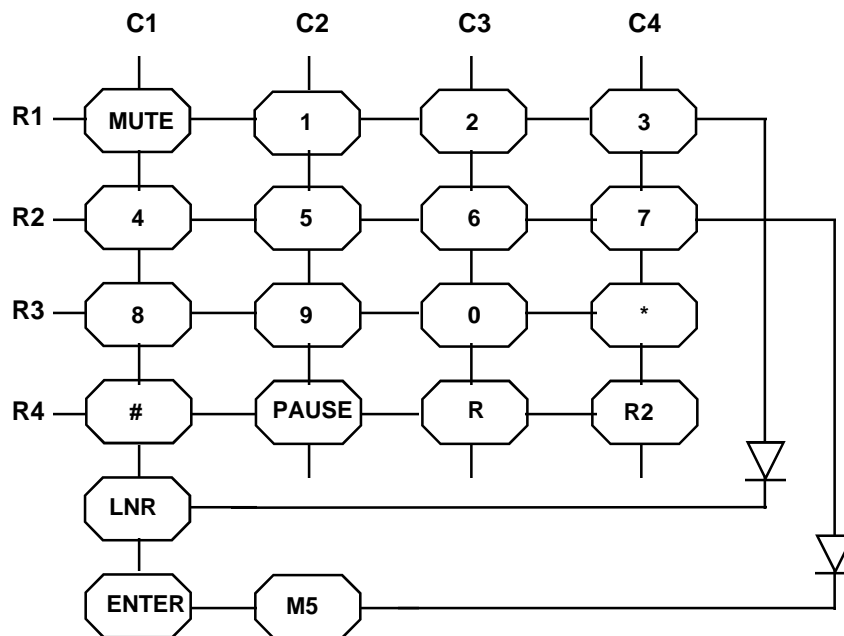 C1 C2 C3 C4
R1 MUTE 1 2 3
R2 4 5 6 7
R3 8 9 0 *
R4 # PAUSE R R2
LNR
ENTER M5